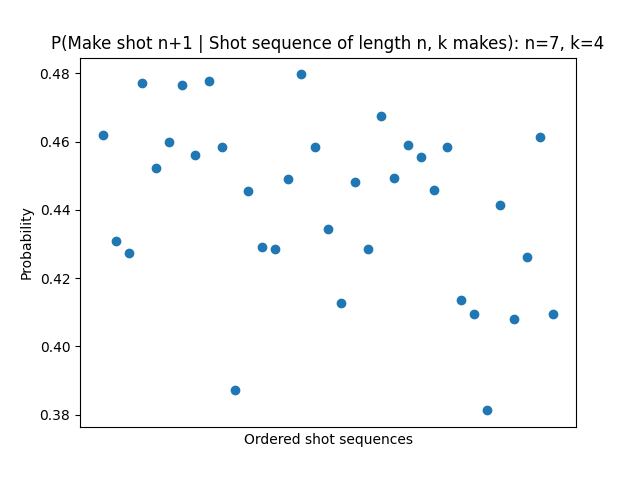 P(Make shot n+1 | Shot sequence of length n, k makes): n=7, k=4
0.48
0.46
0.44
0.42
0.40
0.38
Probability
Ordered shot sequences